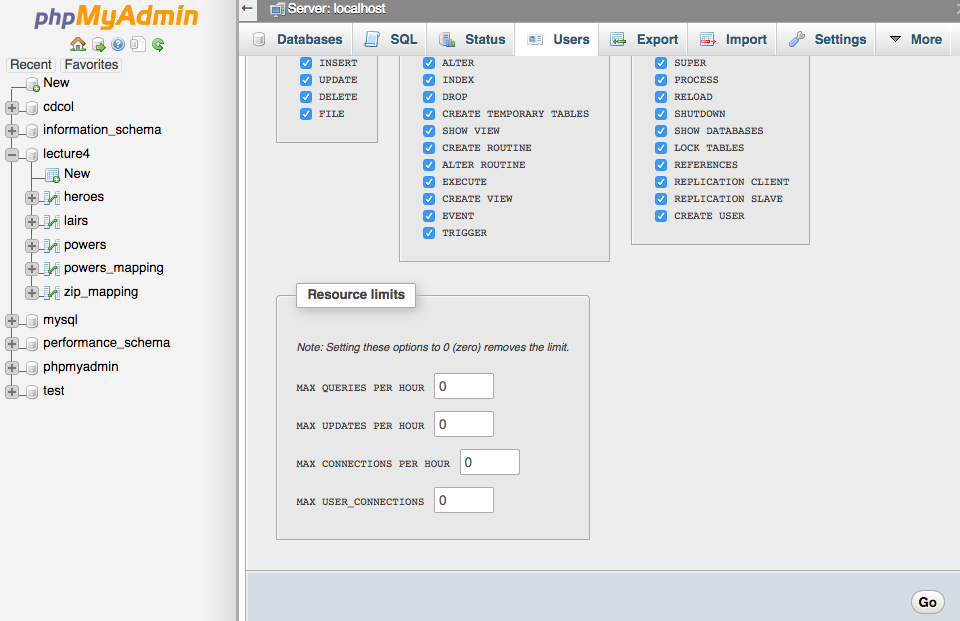 phpMyAdmin
Recent Favorites
New
cdcol
information_schema
lecture4
New
heroes
lairs
powers
powers_mapping
zip_mapping
mysql
performance_schema
phpmyadmin
test
Server: localhost
Databases SQL Status Users Export Import Settings More
INSERT
UPDATE
DELETE
FILE
ALTER
INDEX
DROP
CREATE TEMPORARY TABLES
SHOW VIEW
CREATE ROUTINE
ALTER ROUTINE
EXECUTE
CREATE VIEW
EVENT
TRIGGER
SUPER
PROCESS
RELOAD
SHUTDOWN
SHOW DATABASES
LOCK TABLES
REFERENCES
REPLICATION CLIENT
REPLICATION SLAVE
CREATE USER
Resource limits
Note: Setting these options to 0 (zero) removes the limit.
MAX QUERIES PER HOUR 0
MAX UPDATES PER HOUR 0
MAX CONNECTIONS PER HOUR 0
MAX USER_CONNECTIONS 0
Go